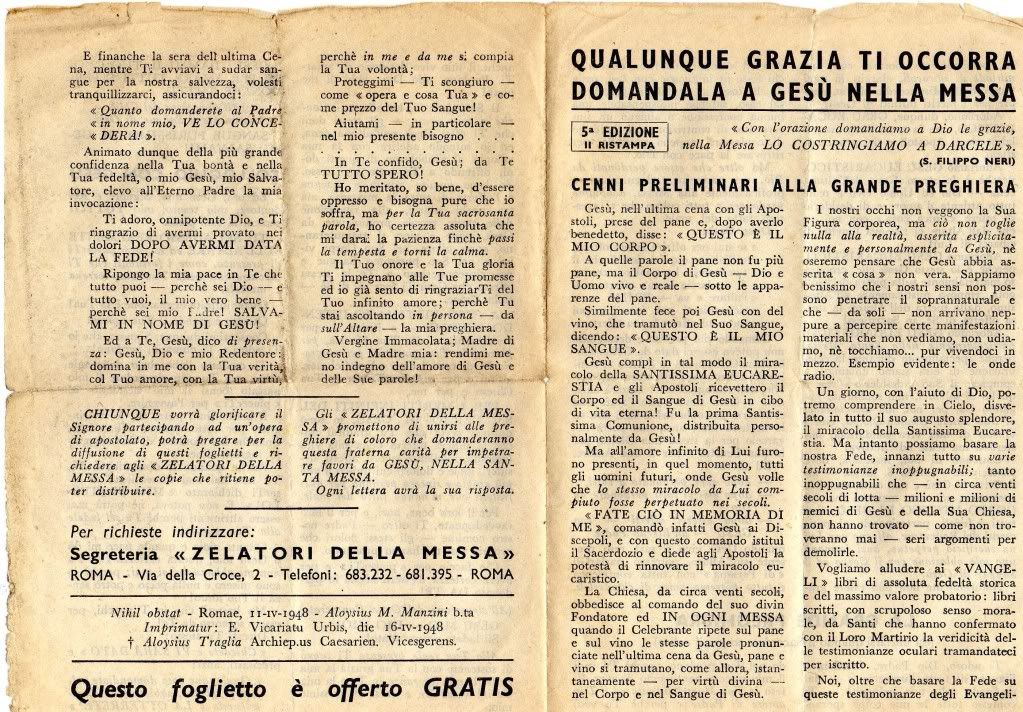 E finanche la sera dell'ultima Ce-
na, mentre Ti avviavi a sudar san-
gue per la nostra salvezza, volesti
tranquillizzarci, assicurandoci:
« Quanto domanderete al Padre
« in nome mio, VE LO CONCE-
« DERÀ! ».
Animato dunque della più grande
confidenza nella Tua bontà e nella
Tua fedeltà, o mio Gesù, mio Salva-
tore, elevo all'Eterno Padre la mia
invocazione:
Ti adoro, onnipotente Dio, e Ti
ringrazio di avermi provato nei
dolori DOPO AVERMI DATA
LA FEDE!
Ripongo la mia pace in Te che
tutto puoi — perchè sei Dio — e
tutto vuoi, il mio vero bene —
perchè sei mio Padre! SALVA-
MI IN NOME DI GESÙ!
Ed a Te, Gesù, dico di presen-
za: Gesù, Dio e mio Redentore:
domina in me con la Tua verità,
col Tuo amore, con la Tua virtù,
perchè in me e da me si compia
la Tua volontà;
Proteggimi — Ti scongiuro —
come « opera e cosa Tua » e co-
me prezzo del Tuo Sangue!
Aiutami — in particolare —
nel mio presente bisogno . . .
. . . . . . . . . . . . . . .
In Te confido, Gesù; da Te
TUTTO SPERO!
Ho meritato, so bene, d'essere
oppresso e bisogna pure che io
soffra, ma per la Tua sacrosanta
parola, ho certezza assoluta che
mi darai la pazienza finchè passi
la tempesta e torni la calma.
Il Tuo onore e la Tua gloria
Ti impegnano alle Tue promesse
ed io già sento di ringraziarTi del
Tuo infinito amore; perchè Tu
stai ascoltando in persona — da
sull'Altare — la mia preghiera.
Vergine Immacolata; Madre di
Gesù e Madre mia: rendimi me-
no indegno dell'amore di Gesù e
delle Sue parole!
CHIUNQUE vorrà glorificare il
Signore partecipando ad un'opera
di apostolato, potrà pregare per la
diffusione di questi foglietti e ri-
chiedere agli « ZELATORI DELLA
MESSA » le copie che ritiene po-
ter distribuire.
Gli « ZELATORI DELLA MES-
SA » promettono di unirsi alle pre-
ghiere di coloro che domanderanno
questa fraterna carità per impetra-
re favori da GESÙ, NELLA SAN-
TA MESSA.
Ogni lettera avrà la sua risposta.
Per richieste indirizzare:
Segreteria « ZELATORI DELLA MESSA »
ROMA - Via della Croce, 2 - Telefoni: 683.232 - 681.395 - ROMA
Nihil obstat - Romae, 11-IV-1948 - Aloysius M. Manzini b.ta
Imprimatur: E. Vicariatu Urbis, die 16-IV-1948
† Aloysius Traglia Archiep.us Caesarien. Vicesgerens.
Questo foglietto è offerto GRATIS
QUALUNQUE GRAZIA TI OCCORRA
DOMANDALA A GESÙ NELLA MESSA
5ª EDIZIONE
II RISTAMPA
« Con l'orazione domandiamo a Dio le grazie,
nella Messa LO COSTRINGIAMO A DARCELE ».
(S. FILIPPO NERI)
CENNI PRELIMINARI ALLA GRANDE PREGHIERA
Gesù, nell'ultima cena con gli Apo-
stoli, prese del pane e, dopo averlo
benedetto, disse: « QUESTO È IL
MIO CORPO ».
A quelle parole il pane non fu più
pane, ma il Corpo di Gesù — Dio e
Uomo vivo e reale — sotto le appa-
renze del pane.
Similmente fece poi Gesù con del
vino, che tramutò nel Suo Sangue,
dicendo: « QUESTO È IL MIO
SANGUE ».
Gesù compì in tal modo il mira-
colo della SANTISSIMA EUCARE-
STIA e gli Apostoli ricevettero il
Corpo ed il Sangue di Gesù in cibo
di vita eterna! Fu la prima Santis-
sima Comunione, distribuita perso-
nalmente da Gesù!
Ma all'amore infinito di Lui furo-
no presenti, in quel momento, tutti
gli uomini futuri, onde Gesù volle
che lo stesso miracolo da Lui com-
piuto fosse perpetuato nei secoli.
« FATE CIÒ IN MEMORIA DI
ME », comandò infatti Gesù ai Di-
scepoli, e con questo comando istituì
il Sacerdozio e diede agli Apostoli la
potestà di rinnovare il miracolo eu-
caristico.
La Chiesa, da circa venti secoli,
obbedisce al comando del suo divin
Fondatore ed IN OGNI MESSA
quando il Celebrante ripete sul pane
e sul vino le stesse parole pronun-
ciate nell'ultima cena da Gesù, pane e
vino si tramutano, come allora, istan-
taneamente — per virtù divina —
nel Corpo e nel Sangue di Gesù.
I nostri occhi non veggono la Sua
Figura corporea, ma ciò non toglie
nulla alla realtà, asserita esplicita-
mente e personalmente da Gesù, nè
oseremo pensare che Gesù abbia as-
serita « cosa » non vera. Sappiamo
benissimo che i nostri sensi non pos-
sono penetrare il soprannaturale e
che — da soli — non arrivano nep-
pure a percepire certe manifestazioni
materiali che non vediamo, non udia-
mo, nè tocchiamo... pur vivendoci in
mezzo. Esempio evidente: le onde
radio.
Un giorno, con l'aiuto di Dio, po-
tremo comprendere in Cielo, disve-
lato in tutto il suo augusto splendore,
il miracolo della Santissima Eucare-
stia. Ma intanto possiamo basare la
nostra Fede, innanzi tutto su varie
testimonianze inoppugnabili; tanto
inoppugnabili che — in circa venti
secoli di lotta — milioni e milioni di
nemici di Gesù e della Sua Chiesa,
non hanno trovato — come non tro-
veranno mai — seri argomenti per
demolirle.
Vogliamo alludere ai « VANGE-
LI » libri di assoluta fedeltà storica
e del massimo valore probatorio: libri
scritti, con scrupoloso senso mora-
le, da Santi che hanno confermato
con il Loro Martirio la veridicità del-
le testimonianze oculari tramandateci
per iscritto.
Noi, oltre che basare la Fede su
queste testimonianze degli Evangeli-